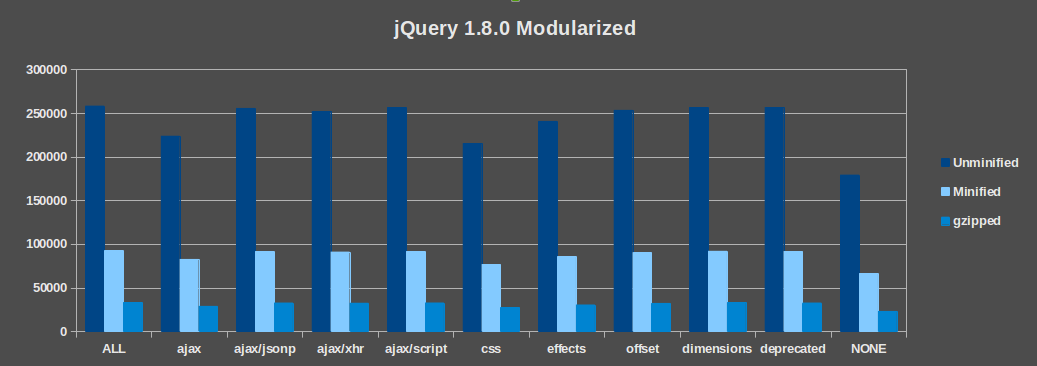 jQuery 1.8.0 Modularized
300000
250000
200000
150000
100000
50000
0
ALL ajax ajax/jsonp ajax/xhr ajax/script css effects offset dimensions deprecated NONE
Unminified
Minified
gzipped